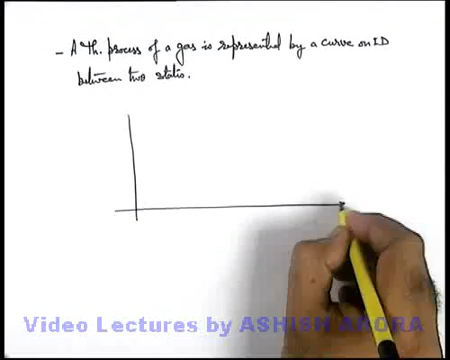 – A Th. process of a gas is represented by a curve on ID
between two states.
Video Lectures by ASHISH ARORA